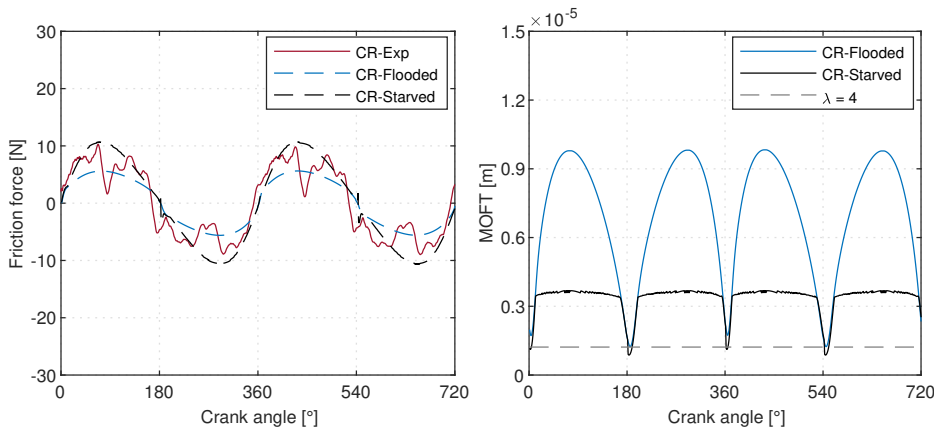 30
20
10
0
-10
-20
-30
0
180
360
540
720
Crank angle [°]
Friction force [N]
CR-Exp
CR-Flooded
CR-Starved
1.5 × 10⁻⁵
1.2
0.9
0.6
0.3
0
0
180
360
540
720
Crank angle [°]
MOFT [m]
CR-Flooded
CR-Starved
λ = 4